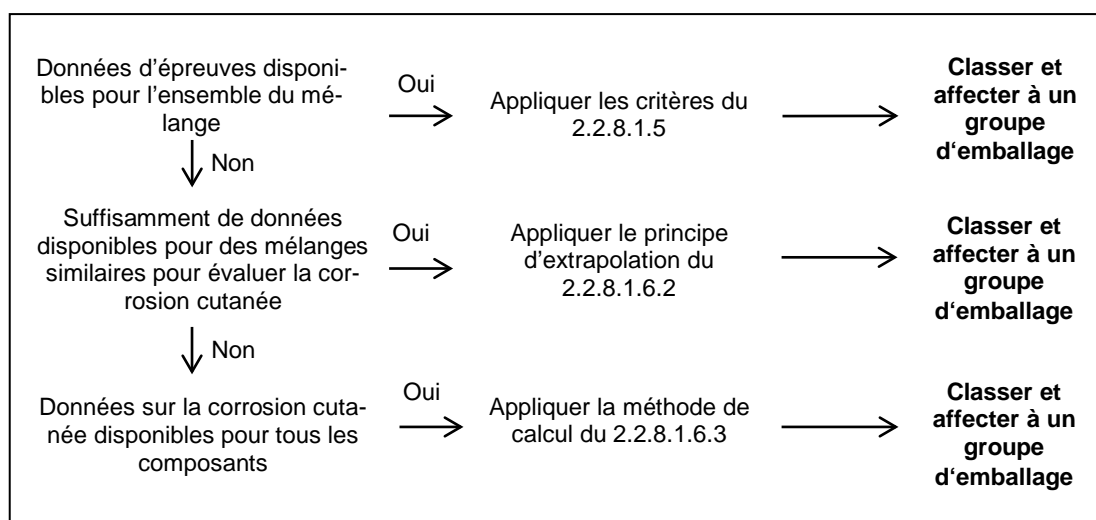 Données d'épreuves disponi-
bles pour l'ensemble du mé-
lange
Oui
Appliquer les critères du
2.2.8.1.5
Classer et
affecter à un
groupe
d‘emballage
Non
Suffisamment de données
disponibles pour des mélanges
similaires pour évaluer la cor-
rosion cutanée
Oui
Appliquer le principe
d'extrapolation du
2.2.8.1.6.2
Classer et
affecter à un
groupe
d‘emballage
Non
Données sur la corrosion cuta-
née disponibles pour tous les
composants
Oui
Appliquer la méthode de
calcul du 2.2.8.1.6.3
Classer et
affecter à un
groupe
d‘emballage